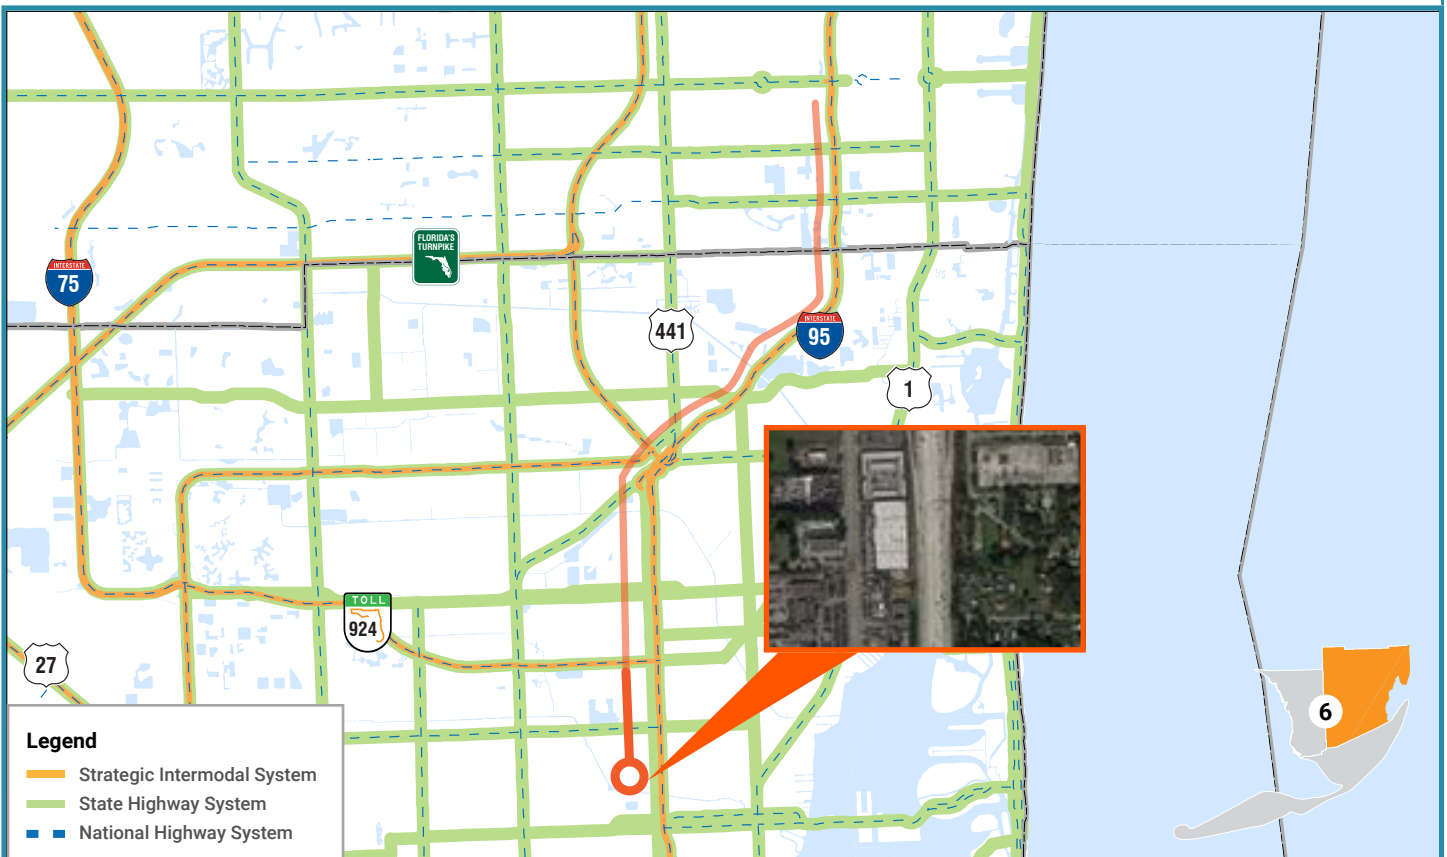 FLORIDA'S
TURNPIKE
INTERSTATE
75
441
INTERSTATE
95
1
TOLL
924
27
6
Legend
Strategic Intermodal System
State Highway System
National Highway System